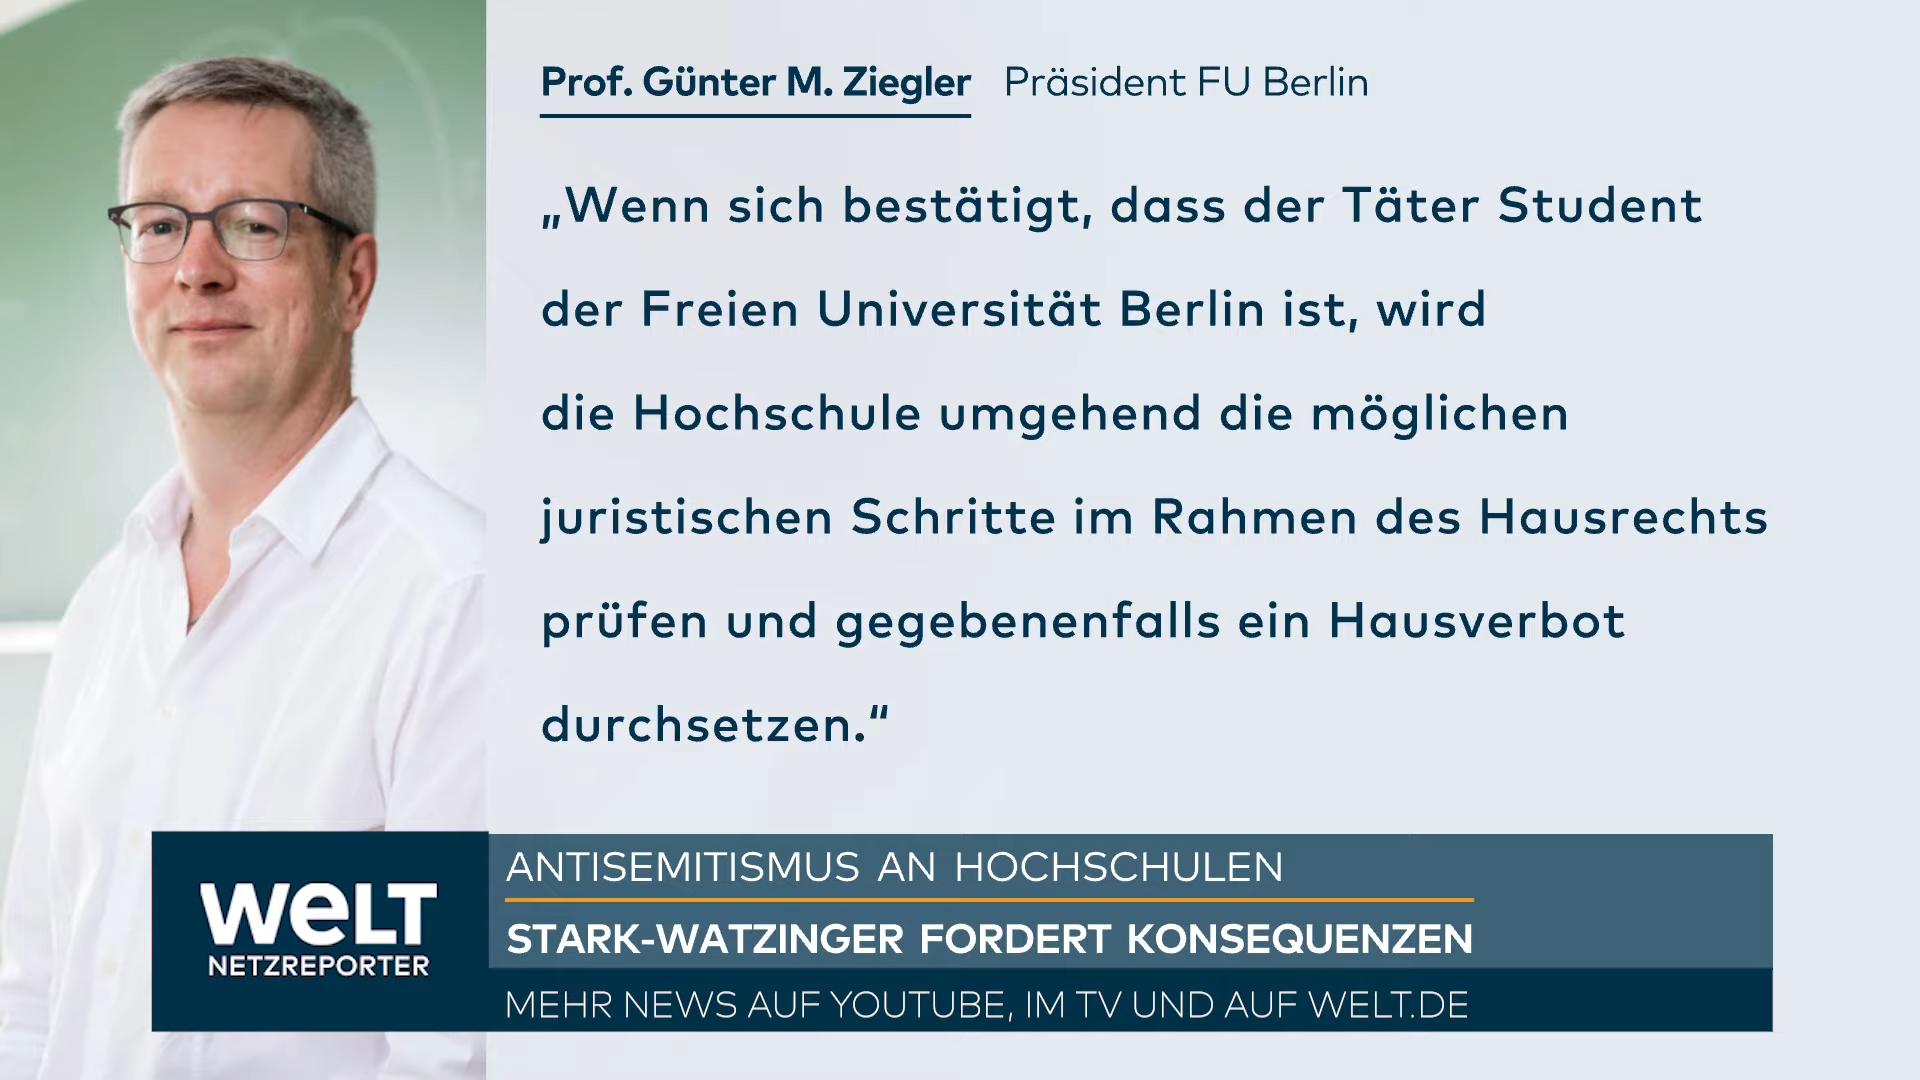 Prof. Günter M. Ziegler Präsident FU Berlin
„Wenn sich bestätigt, dass der Täter Student
der Freien Universität Berlin ist, wird
die Hochschule umgehend die möglichen
juristischen Schritte im Rahmen des Hausrechts
prüfen und gegebenenfalls ein Hausverbot
durchsetzen.“
WELT
NETZREPORTER
ANTISEMITISMUS AN HOCHSCHULEN
STARK-WATZINGER FORDERT KONSEQUENZEN
MEHR NEWS AUF YOUTUBE, IM TV UND AUF WELT.DE